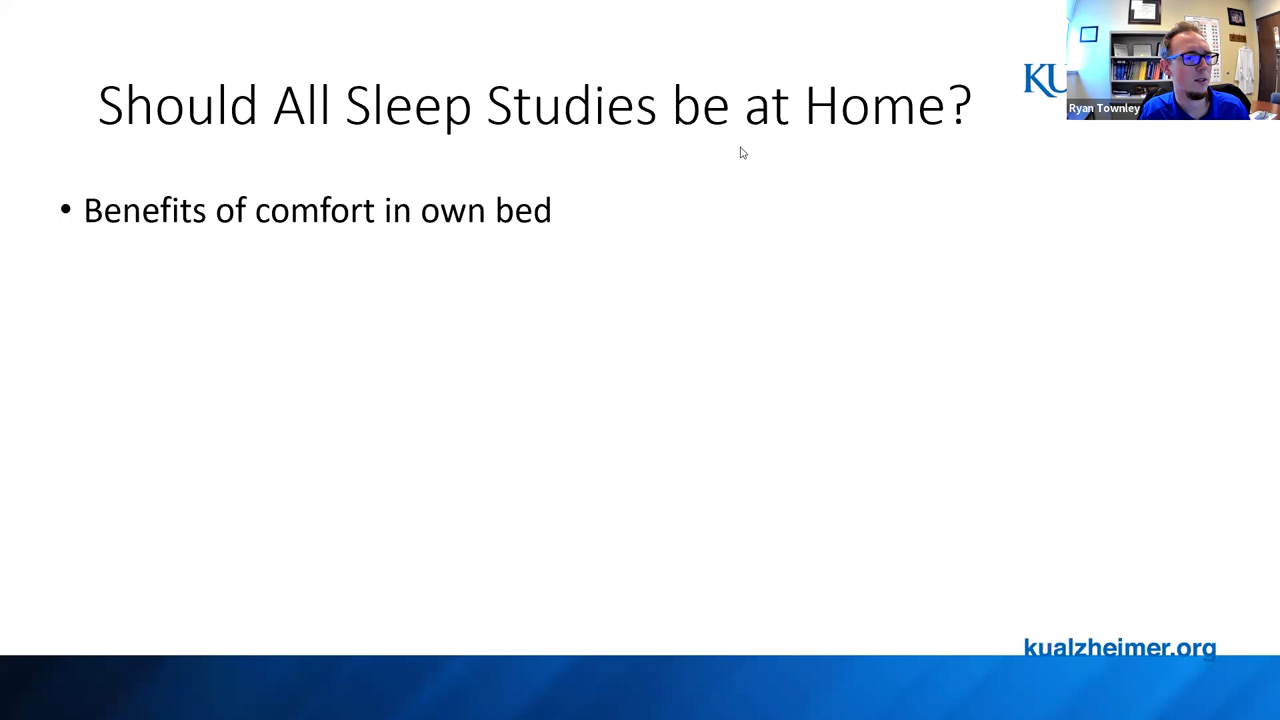 Should All Sleep Studies be at Home?
KU
Ryan Townley
• Benefits of comfort in own bed
kualzheimer.org